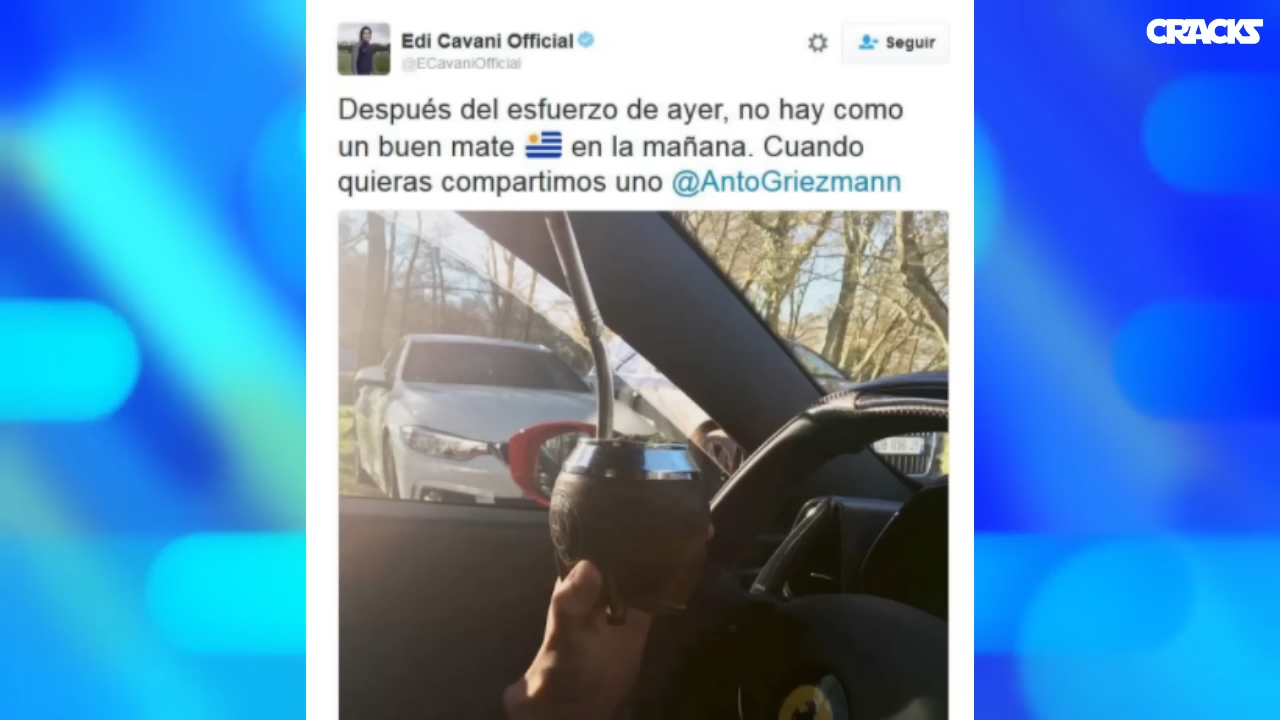 CRACKS
Edi Cavani Official
@ECavaniOfficial
Seguir
Después del esfuerzo de ayer, no hay como
un buen mate 🇺🇾 en la mañana. Cuando
quieras compartimos uno @AntoGriezmann